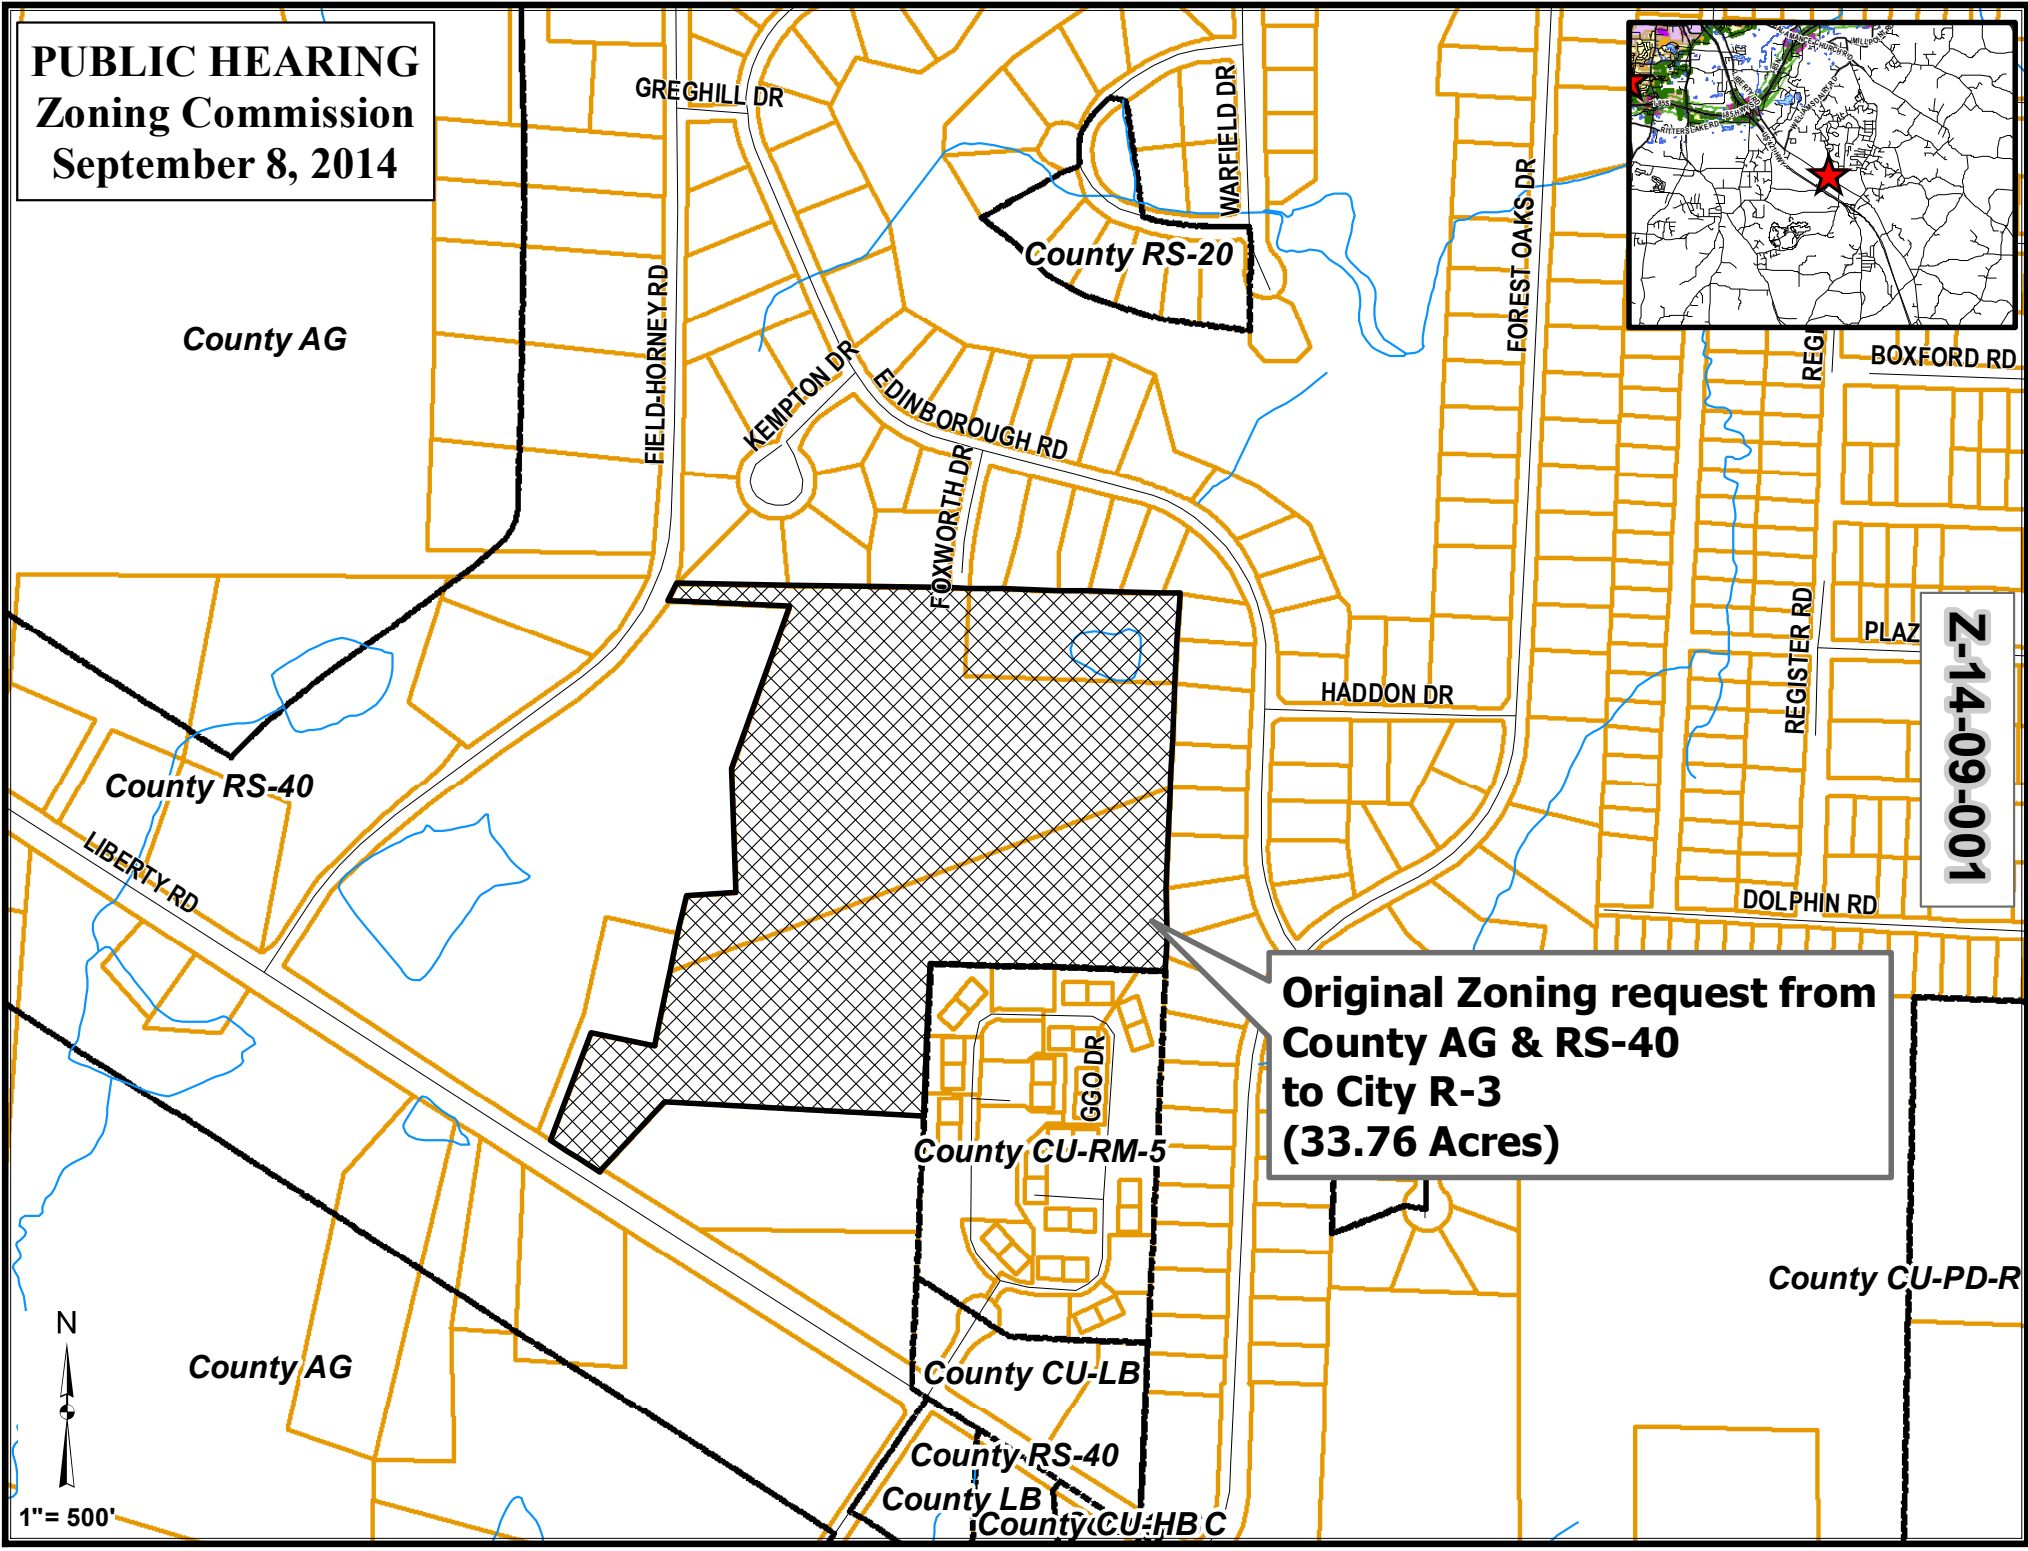 PUBLIC HEARING
Zoning Commission
September 8, 2014
GREGHILL DR
WARFIELD DR
FOREST OAKS DR
County RS-20
County AG
FIELD-HORNEY RD
KEMPTON DR
EDINBOROUGH RD
FOXWORTH DR
BOXFORD RD
REGI
REGISTER RD
PLAZ
Z-14-09-001
HADDON DR
County RS-40
LIBERTY RD
DOLPHIN RD
Original Zoning request from
County AG & RS-40
to City R-3
(33.76 Acres)
GGO DR
County CU-RM-5
County CU-PD-R
N
County AG
County CU-LB
County RS-40
County LB
County CU-HB C
1"= 500'
RITTERS LAKE RD